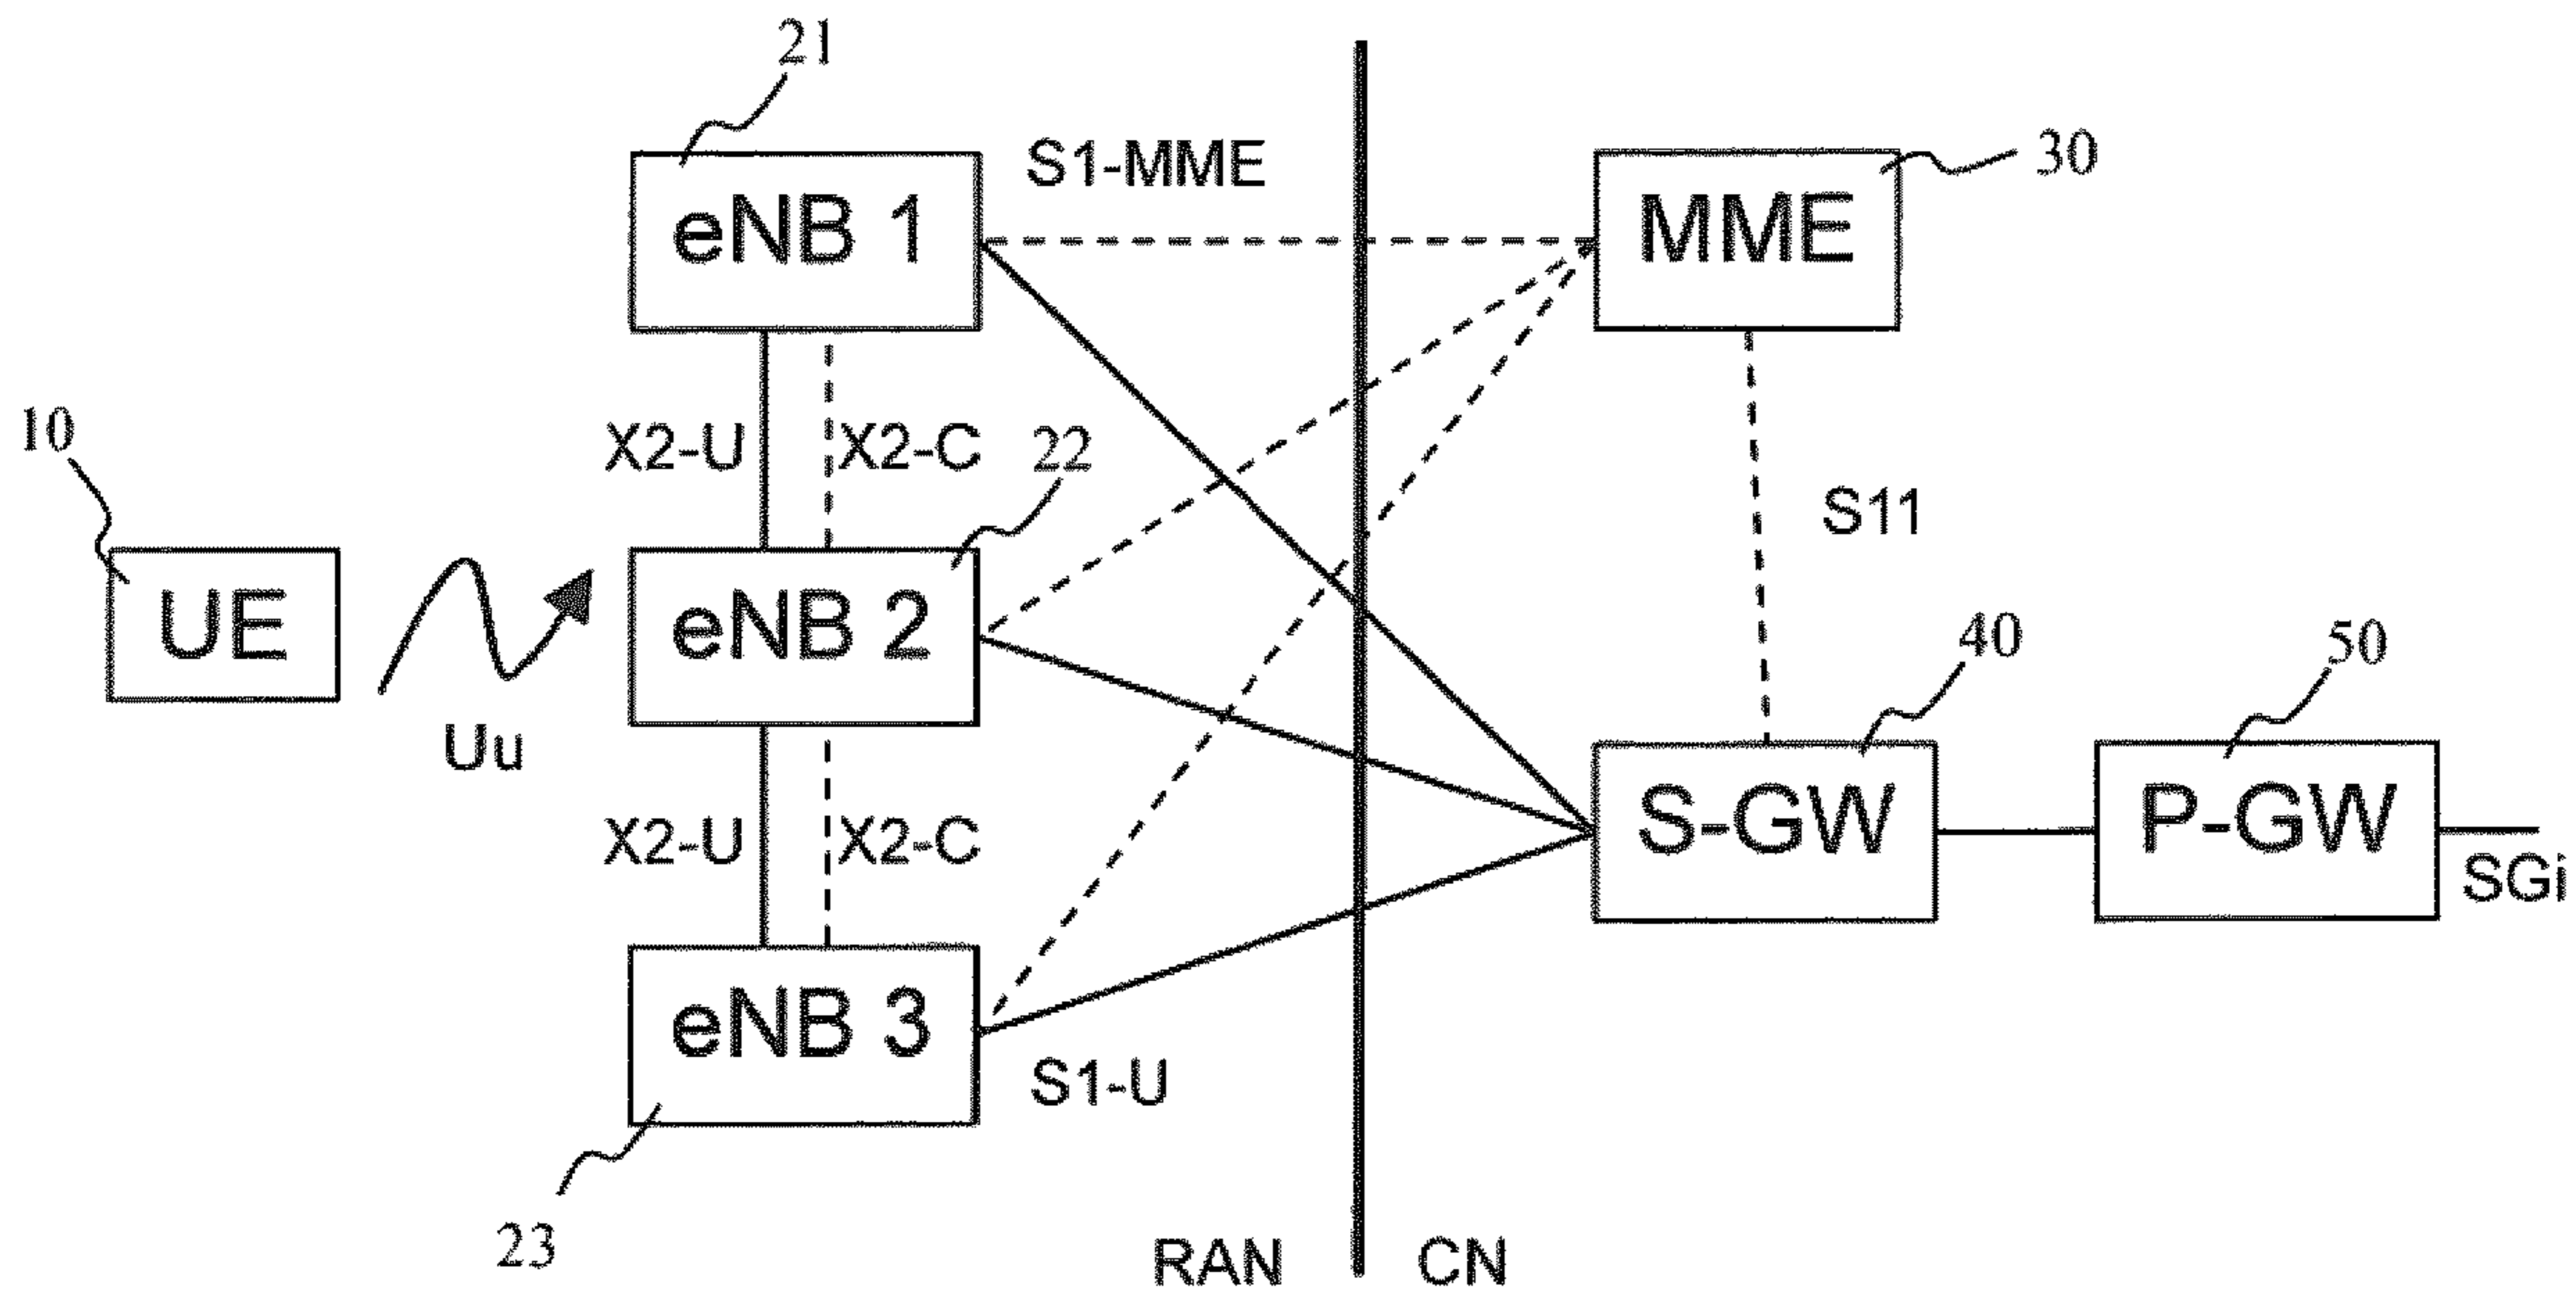 21
eNB 1
S1-MME
MME
30
10
X2-U
X2-C
22
S11
UE
Uu
eNB 2
40
50
X2-U
X2-C
S-GW
P-GW
SGi
eNB 3
S1-U
23
RAN
CN